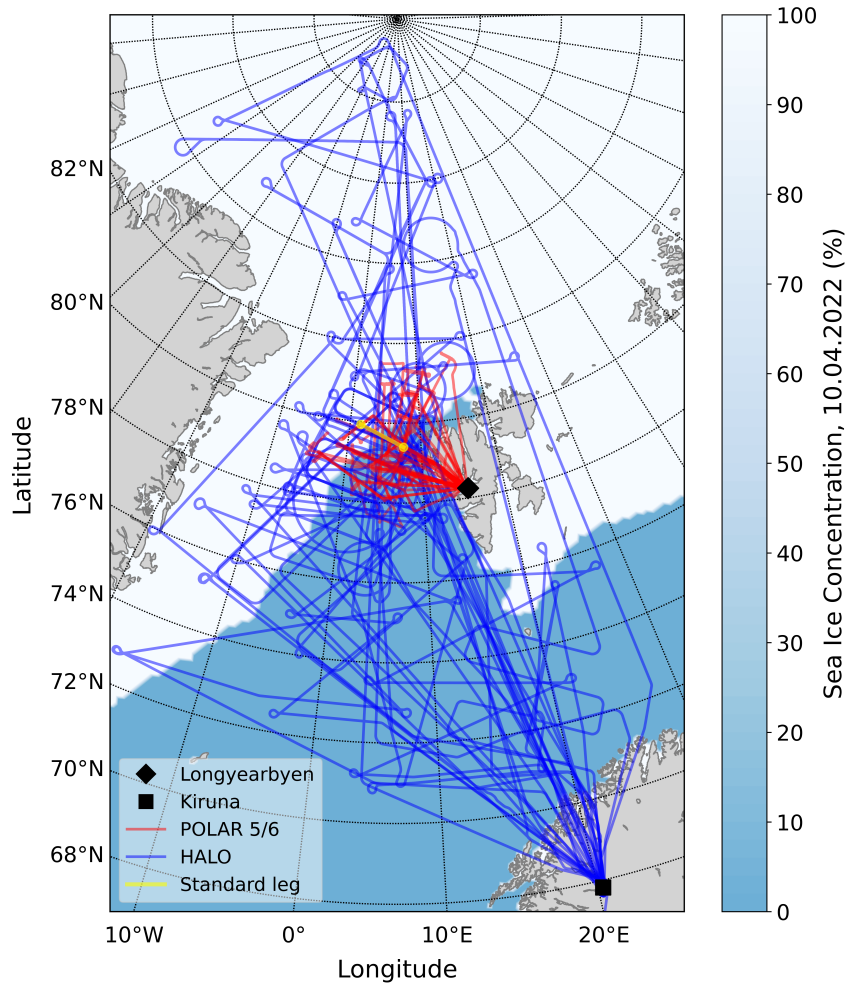 82°N
80°N
78°N
76°N
74°N
72°N
70°N
68°N
Latitude
10°W
0°
10°E
20°E
Longitude
Longyearbyen
Kiruna
POLAR 5/6
HALO
Standard leg
100
90
80
70
60
50
40
30
20
10
0
Sea Ice Concentration, 10.04.2022 (%)